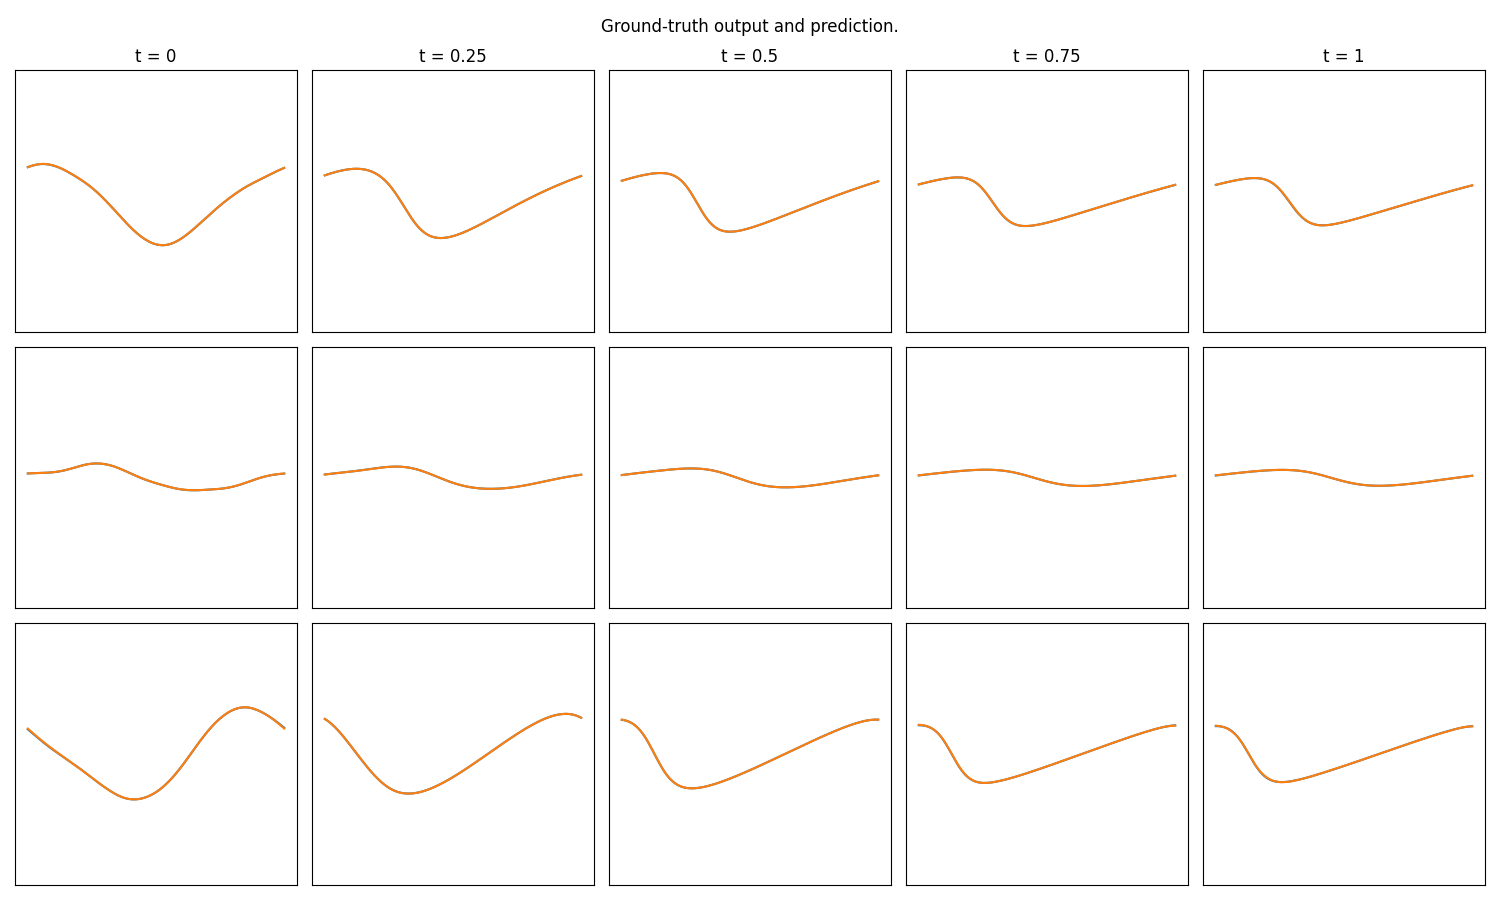 Ground-truth output and prediction.
t = 0 t = 0.25 t = 0.5 t = 0.75 t = 1